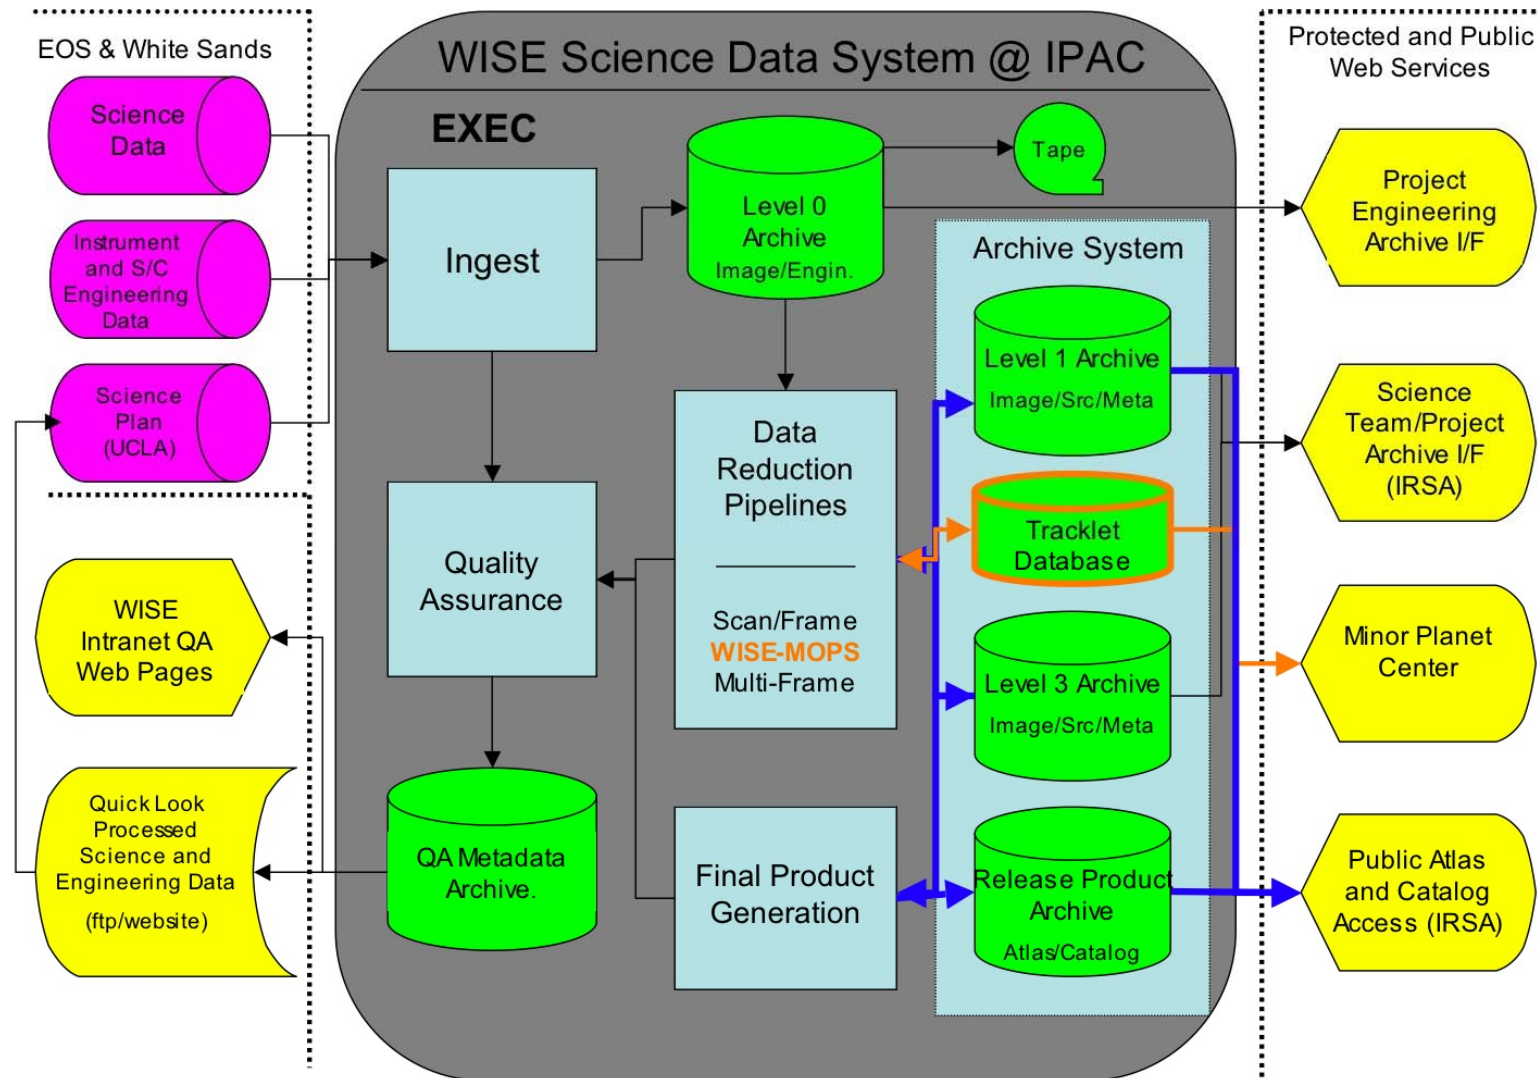 EOS & White Sands
Science
Data
Instrument
and S/C
Engineering
Data
Science
Plan
(UCLA)
WISE
Intranet QA
Web Pages
Quick Look
Processed
Science and
Engineering Data
(ftp/website)
WISE Science Data System @ IPAC
EXEC
Ingest
Quality
Assurance
QA Metadata
Archive.
Level 0
Archive
Image/Engin.
Tape
Data
Reduction
Pipelines
Scan/Frame
WISE-MOPS
Multi-Frame
Final Product
Generation
Archive System
Level 1 Archive
Image/Src/Meta
Tracklet
Database
Level 3 Archive
Image/Src/Meta
Release Product
Archive
Atlas/Catalog
Protected and Public
Web Services
Project
Engineering
Archive I/F
Science
Team/Project
Archive I/F
(IRSA)
Minor Planet
Center
Public Atlas
and Catalog
Access (IRSA)